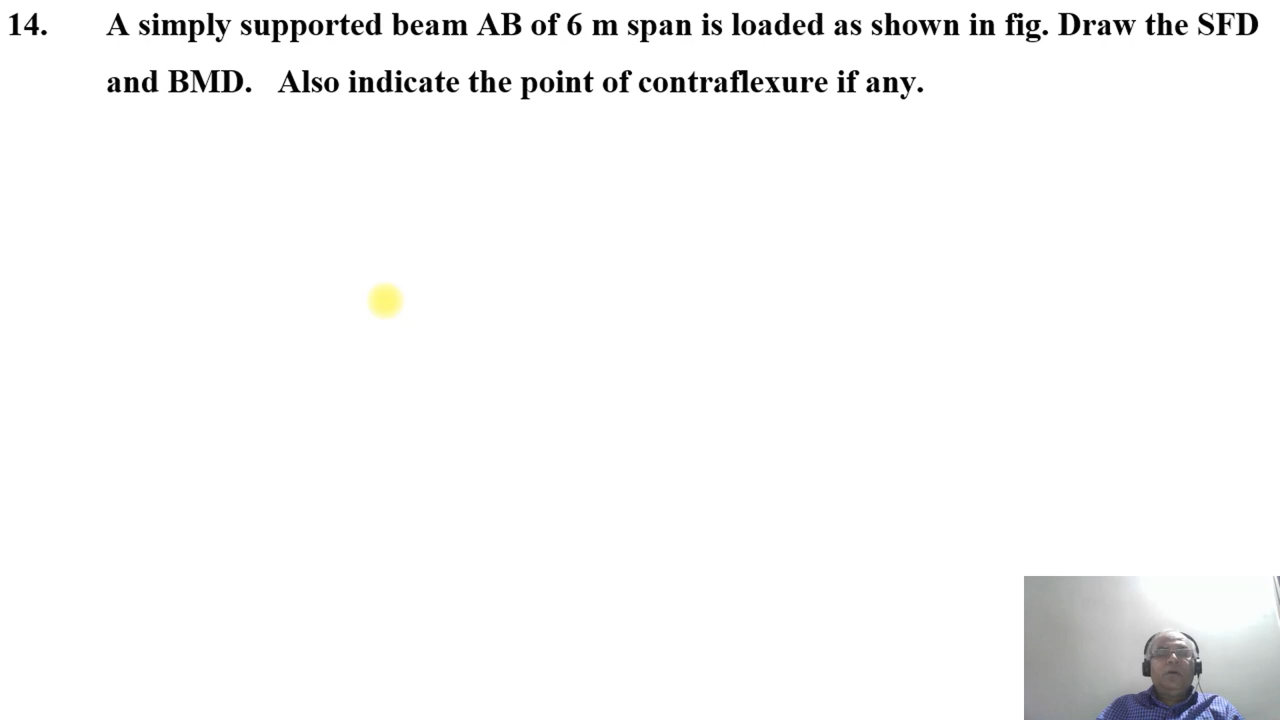 14. A simply supported beam AB of 6 m span is loaded as shown in fig. Draw the SFD
and BMD. Also indicate the point of contraflexure if any.